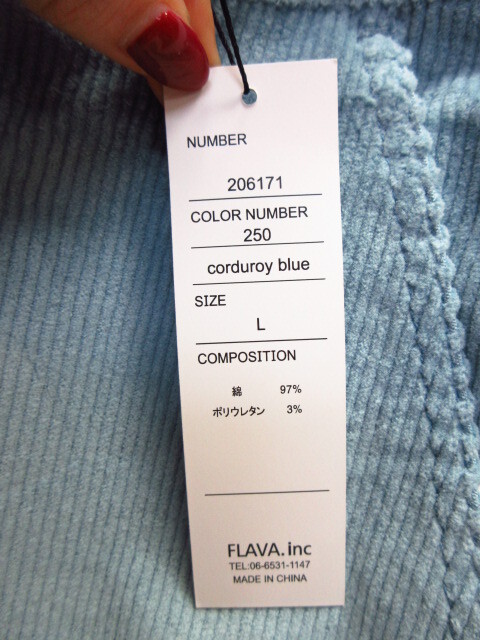 NUMBER
206171
COLOR NUMBER
250
corduroy blue
SIZE
L
COMPOSITION
綿 97%
ポリウレタン 3%
FLAVA.inc
TEL:06-6531-1147
MADE IN CHINA